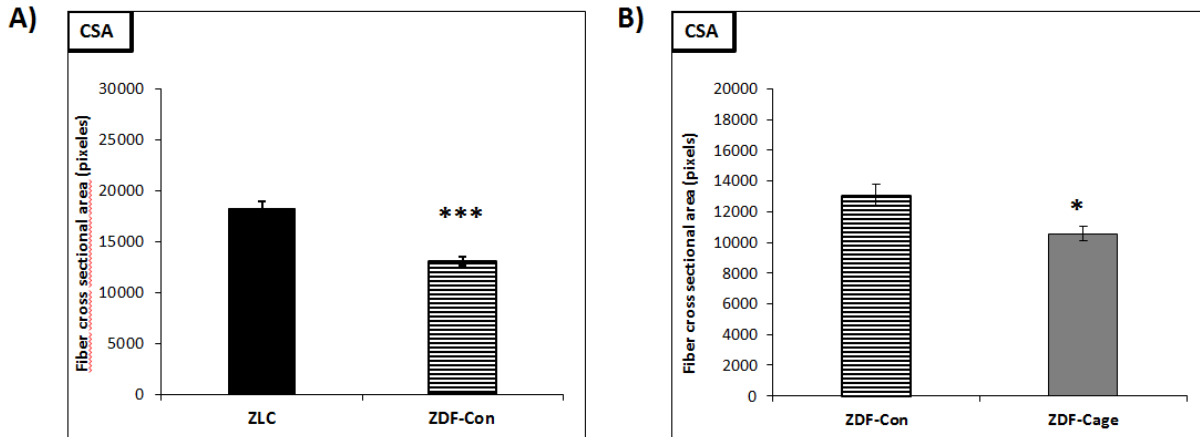 A)
CSA
Fiber cross sectional area (pixeles)
30000
25000
20000
15000
10000
5000
0
***
ZLC
ZDF-Con
B)
CSA
Fiber cross sectional area (pixels)
20000
18000
16000
14000
12000
10000
8000
6000
4000
2000
0
*
ZDF-Con
ZDF-Cage